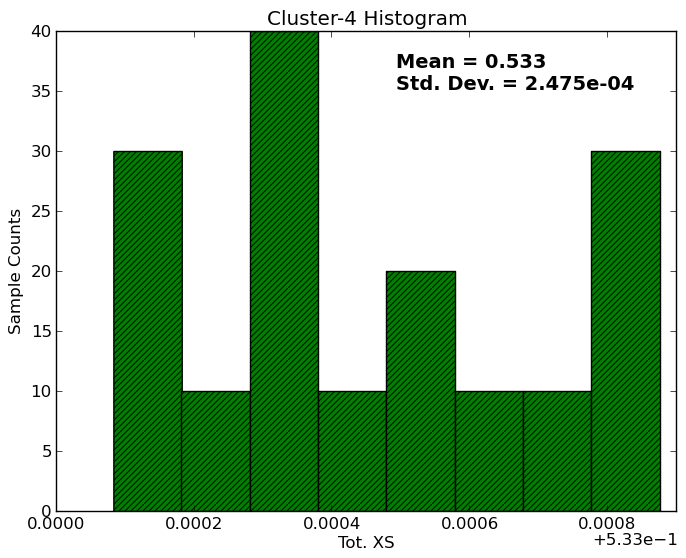 Cluster-4 Histogram
Mean = 0.533
Std. Dev. = 2.475e-04
Sample Counts
40
35
30
25
20
15
10
5
0
0.0000 0.0002 0.0004 0.0006 0.0008
+5.33e−1
Tot. XS